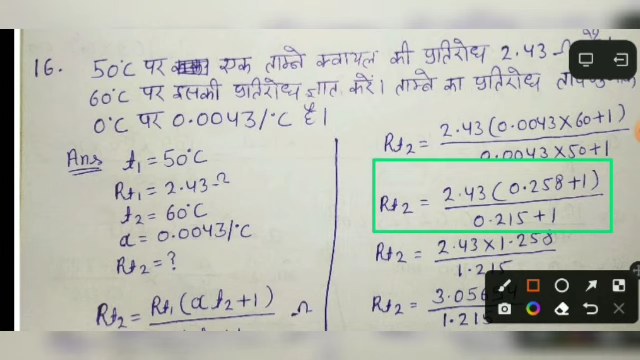 16. 50°C पर एक ताम्बे क्वायल की प्रतिरोध 2.43
60°C पर इसकी प्रतिरोध ज्ञात करें। ताम्बे का प्रतिरोध
0°C पर 0.0043/°C है।
Ans t₁ = 50°C
Rt₁ = 2.43 Ω
t₂ = 60°C
α = 0.0043/°C
Rt₂ = ?
Rt₂ = Rt₁(αt₂+1) Ω
Rt₂ = 2.43(0.0043×60+1)
0.0043×50+1
Rt₂ = 2.43(0.258+1)
0.215+1
Rt₂ = 2.43×1.258
1.215
Rt₂ =
1.215